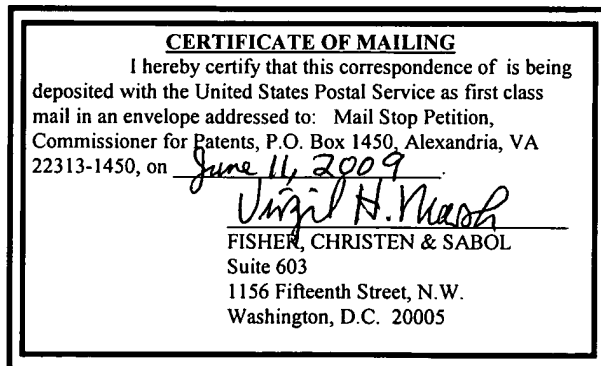 CERTIFICATE OF MAILING
I hereby certify that this correspondence of is being
deposited with the United States Postal Service as first class
mail in an envelope addressed to: Mail Stop Petition,
Commissioner for Patents, P.O. Box 1450, Alexandria, VA
22313-1450, on June 11, 2009.
Virgil H. Marsh
FISHER, CHRISTEN & SABOL
Suite 603
1156 Fifteenth Street, N.W.
Washington, D.C. 20005